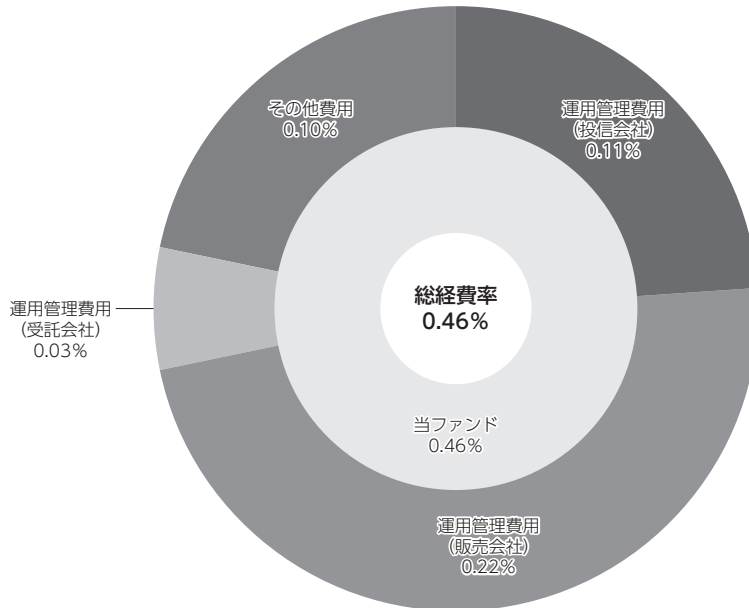 その他費用
0.10%
運用管理費用
(投信会社)
0.11%
総経費率
0.46%
運用管理費用
(受託会社)
0.03%
当ファンド
0.46%
運用管理費用
(販売会社)
0.22%